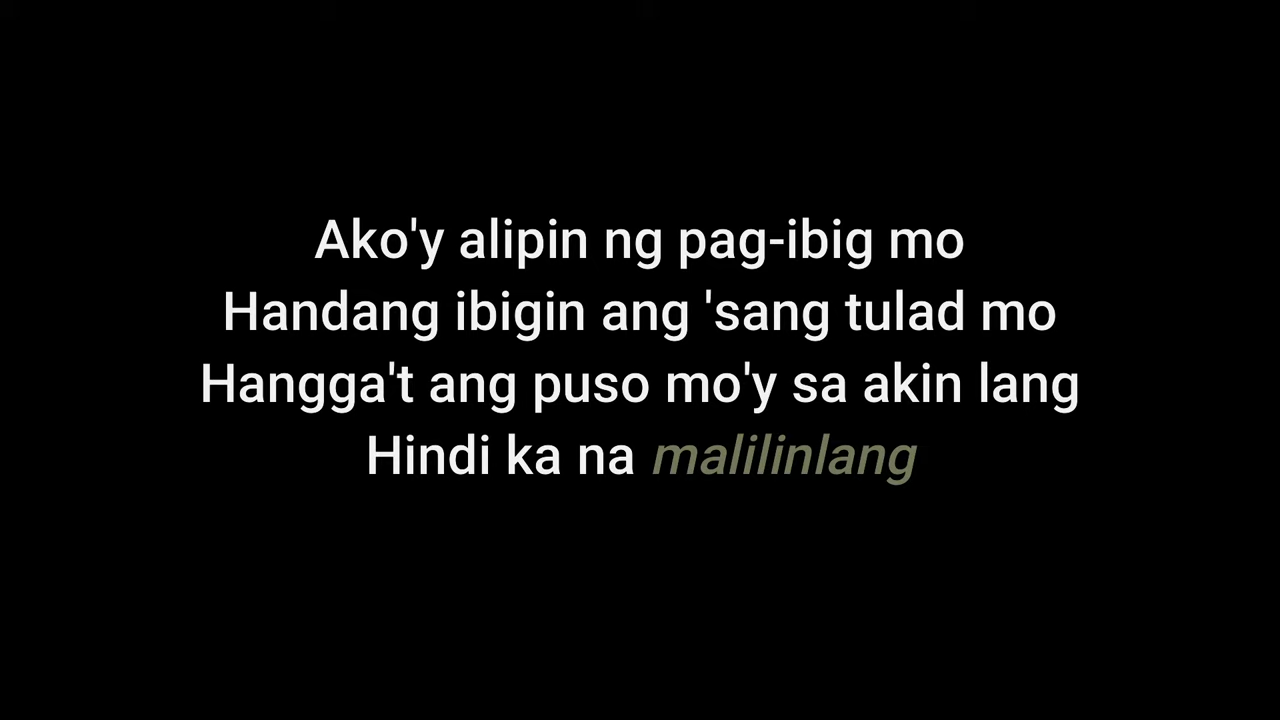 Ako'y alipin ng pag-ibig mo
Handang ibigin ang 'sang tulad mo
Hangga't ang puso mo'y sa akin lang
Hindi ka na malilinlang